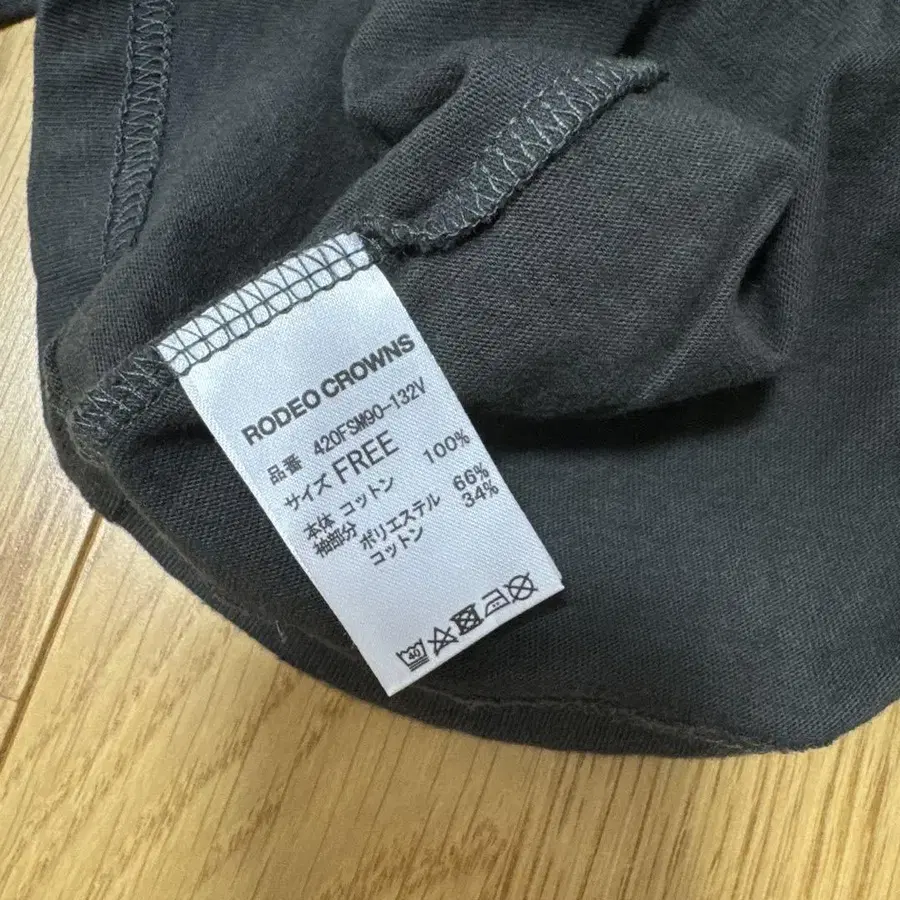 RODEO CROWNS
品番 420FSM90-132V
サイズ FREE
本体 コットン 100%
袖部分 ポリエステル 66%
コットン 34%
40